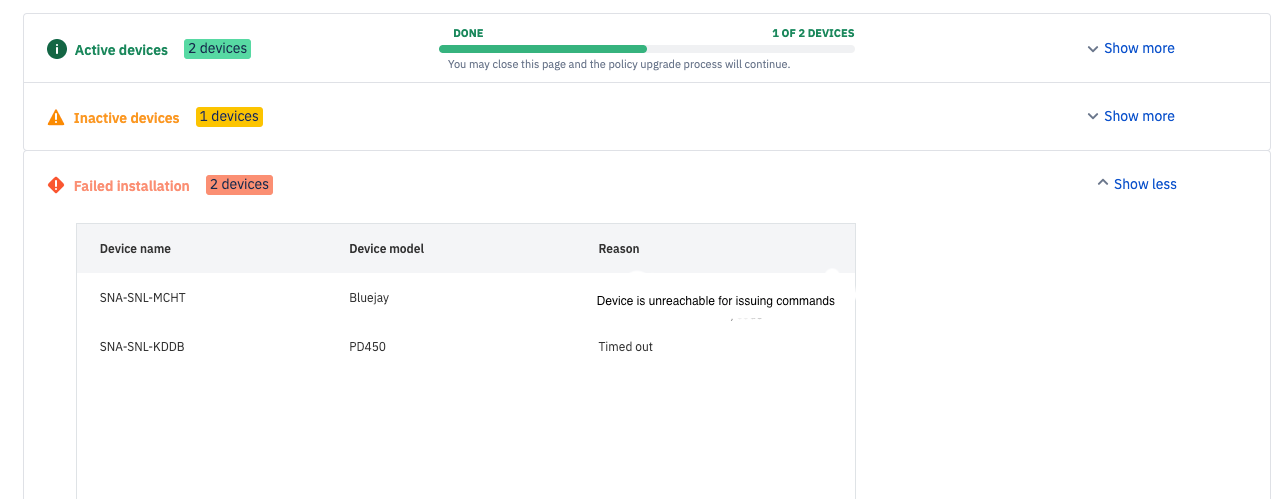 Active devices 2 devices DONE 1 OF 2 DEVICES Show more
You may close this page and the policy upgrade process will continue.
Inactive devices 1 devices Show more
Failed installation 2 devices Show less
Device name Device model Reason
SNA-SNL-MCHT Bluejay Device is unreachable for issuing commands
SNA-SNL-KDDB PD450 Timed out